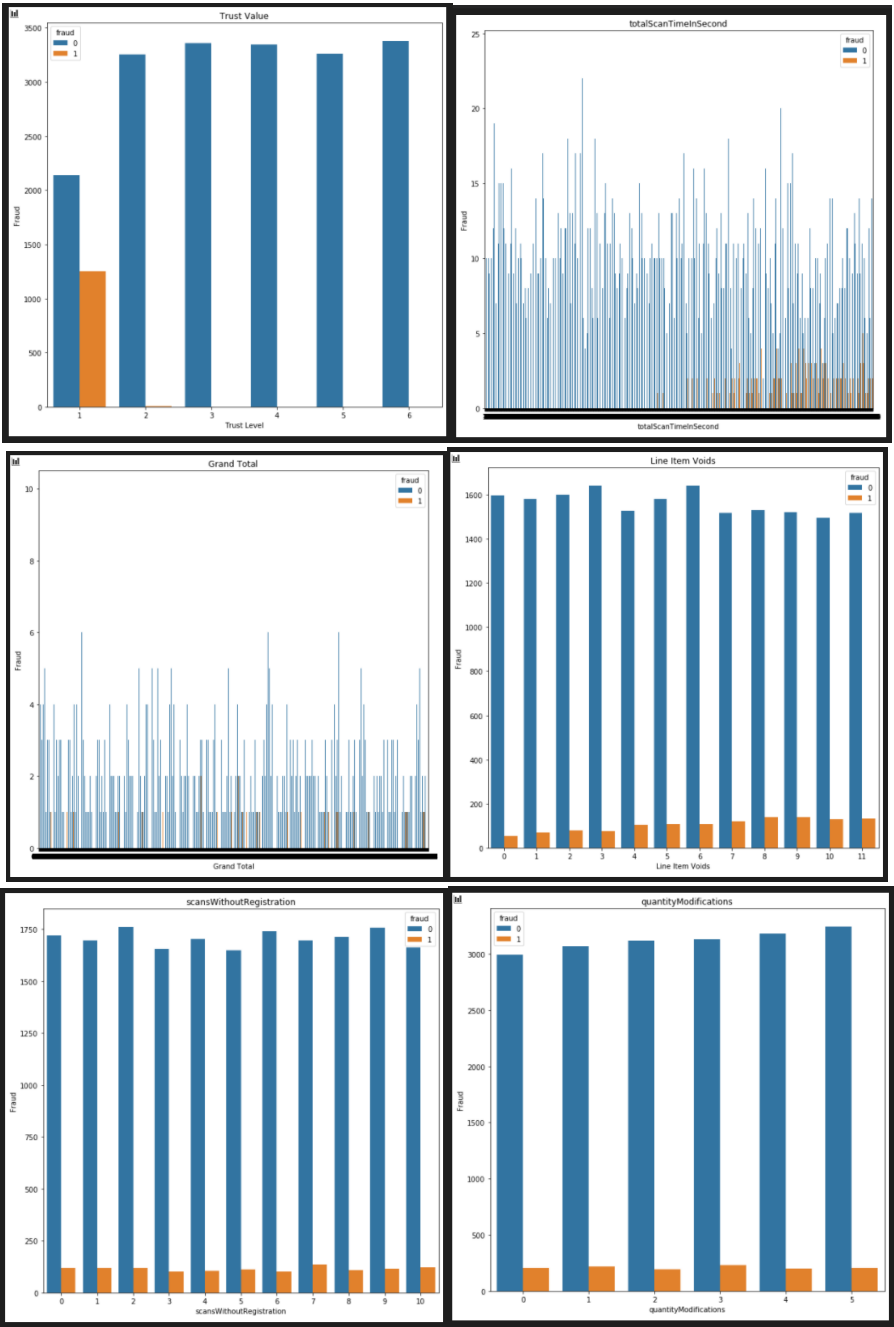 Trust Value
fraud
0
1
3500
3000
2500
2000
1500
1000
500
0
Fraud
1 2 3 4 5 6
Trust Level
totalScanTimeInSecond
fraud
0
1
25
20
15
10
5
0
Fraud
totalScanTimeInSecond
Grand Total
fraud
0
1
10
8
6
4
2
0
Fraud
Grand Total
Line Item Voids
fraud
0
1
1600
1400
1200
1000
800
600
400
200
0
Fraud
0 1 2 3 4 5 6 7 8 9 10 11
Line Item Voids
scansWithoutRegistration
fraud
0
1
1750
1500
1250
1000
750
500
250
0
Fraud
0 1 2 3 4 5 6 7 8 9 10
scansWithoutRegistration
quantityModifications
fraud
0
1
3000
2500
2000
1500
1000
500
0
Fraud
0 1 2 3 4 5
quantityModifications